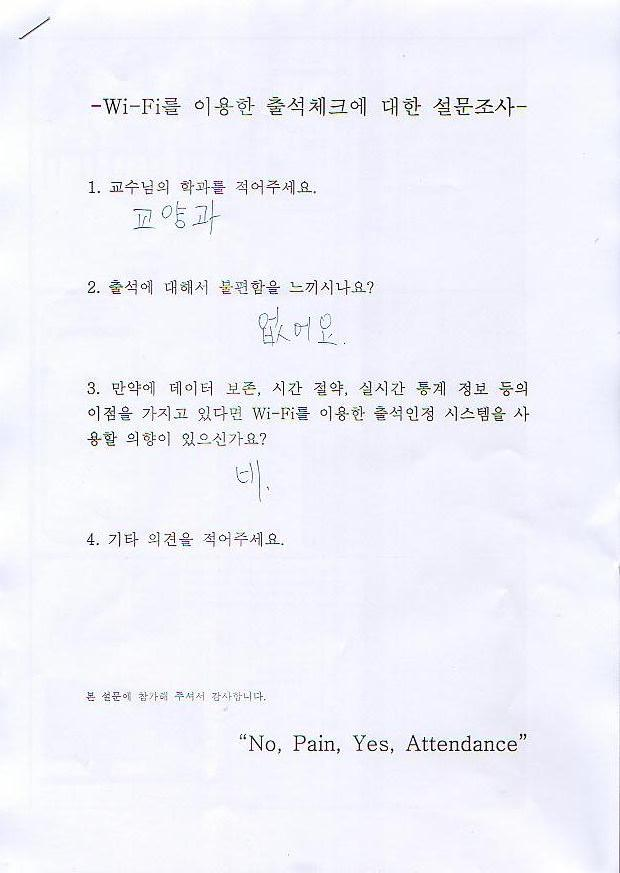 -Wi-Fi를 이용한 출석체크에 대한 설문조사-
1. 교수님의 학과를 적어주세요.
교양과
2. 출석에 대해서 불편함을 느끼시나요?
없어요.
3. 만약에 데이터 보존, 시간 절약, 실시간 통계 정보 등의
이점을 가지고 있다면 Wi-Fi를 이용한 출석인정 시스템을 사
용할 의향이 있으신가요?
네.
4. 기타 의견을 적어주세요.
본 설문에 참가해 주셔서 감사합니다.
“No, Pain, Yes, Attendance”